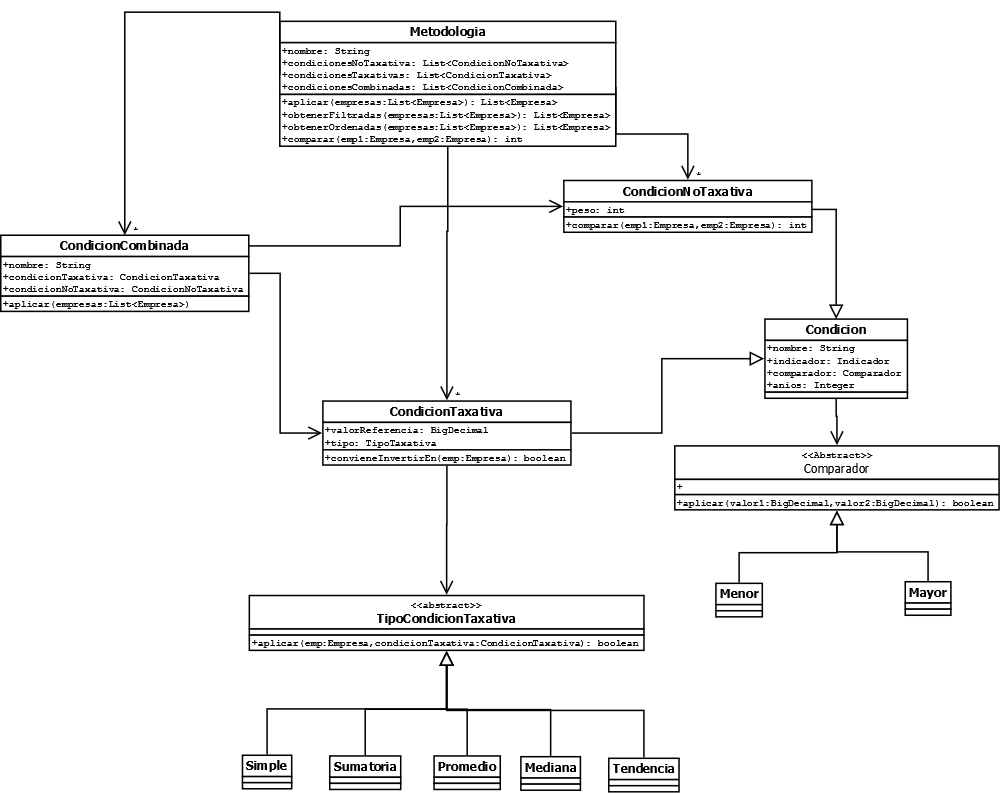 Metodologia
+nombre: String
+condicionesNoTaxativa: List<CondicionNoTaxativa>
+condicionesTaxativas: List<CondicionTaxativa>
+condicionesCombinadas: List<CondicionCombinada>
+aplicar(empresas:List<Empresa>): List<Empresa>
+obtenerFiltradas(empresas:List<Empresa>): List<Empresa>
+obtenerOrdenadas(empresas:List<Empresa>): List<Empresa>
+comparar(emp1:Empresa,emp2:Empresa): int
*
CondicionNoTaxativa
+peso: int
+comparar(emp1:Empresa,emp2:Empresa): int
*
CondicionCombinada
+nombre: String
+condicionTaxativa: CondicionTaxativa
+condicionNoTaxativa: CondicionNoTaxativa
+aplicar(empresas:List<Empresa>)
Condicion
+nombre: String
+indicador: Indicador
+comparador: Comparador
+anios: Integer
*
CondicionTaxativa
+valorReferencia: BigDecimal
+tipo: TipoTaxativa
+convieneInvertirEn(emp:Empresa): boolean
<<Abstract>>
Comparador
+
+aplicar(valor1:BigDecimal,valor2:BigDecimal): boolean
Menor
Mayor
<<abstract>>
TipoCondicionTaxativa
+aplicar(emp:Empresa,condicionTaxativa:CondicionTaxativa): boolean
Simple
Sumatoria
Promedio
Mediana
Tendencia